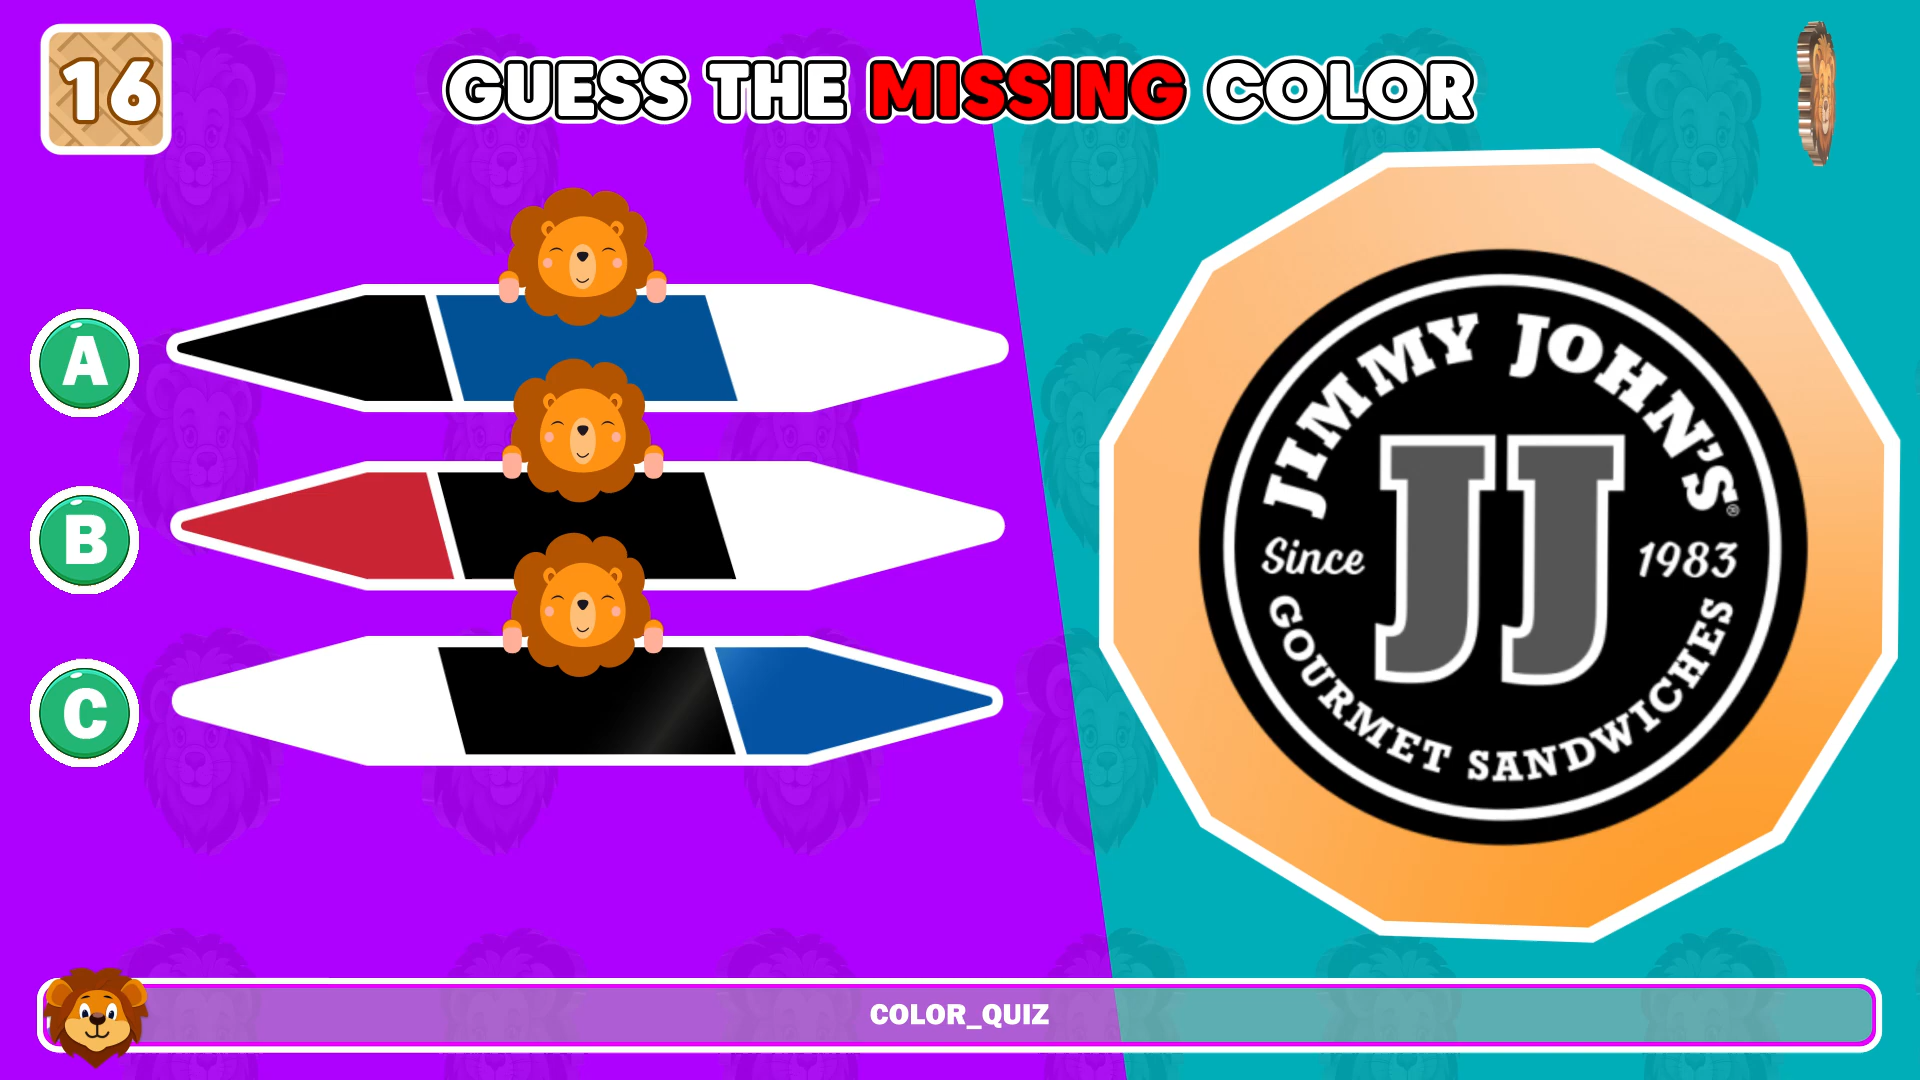 16
GUESS THE MISSING COLOR
A
B
C
JIMMY JOHN'S®
JJ
Since 1983
GOURMET SANDWICHES
COLOR_QUIZ